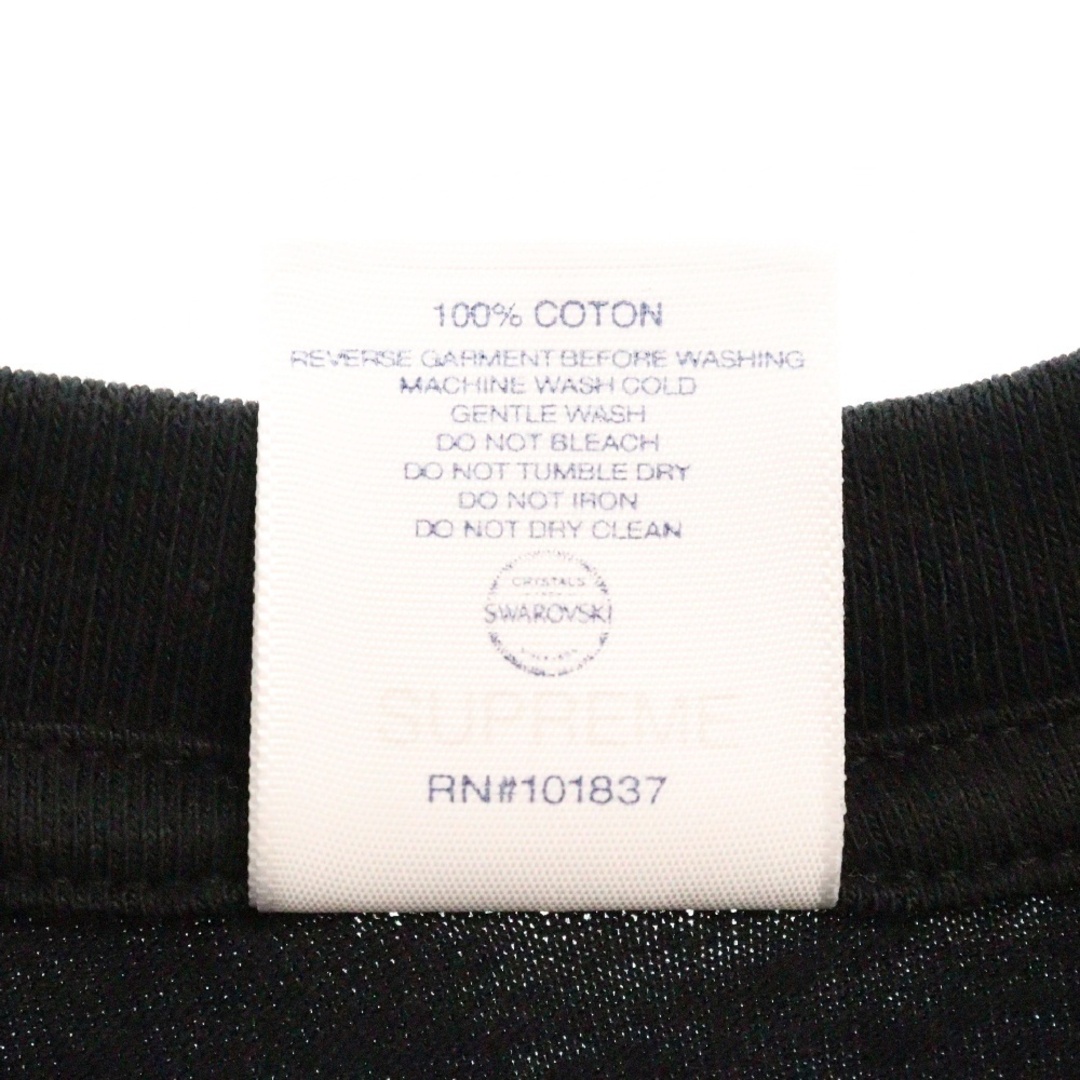 100% COTON
REVERSE GARMENT BEFORE WASHING
MACHINE WASH COLD
GENTLE WASH
DO NOT BLEACH
DO NOT TUMBLE DRY
DO NOT IRON
DO NOT DRY CLEAN
CRYSTALS
SWAROVSKI
SUPREME
RN#101837